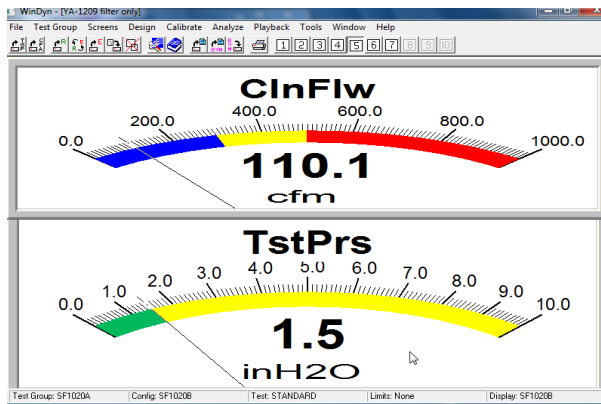 WinDyn - [YA-1209 filter only]
File Test Group Screens Design Calibrate Analyze Playback Tools Window Help
1 2 3 4 5 6 7 8 9 10
ClnFlw
0.0 200.0 400.0 600.0 800.0 1000.0
110.1
cfm
TstPrs
0.0 1.0 2.0 3.0 4.0 5.0 6.0 7.0 8.0 9.0 10.0
1.5
inH2O
Test Group: SF1020A Config: SF1020B Test: STANDARD Limits: None Display: SF1020B